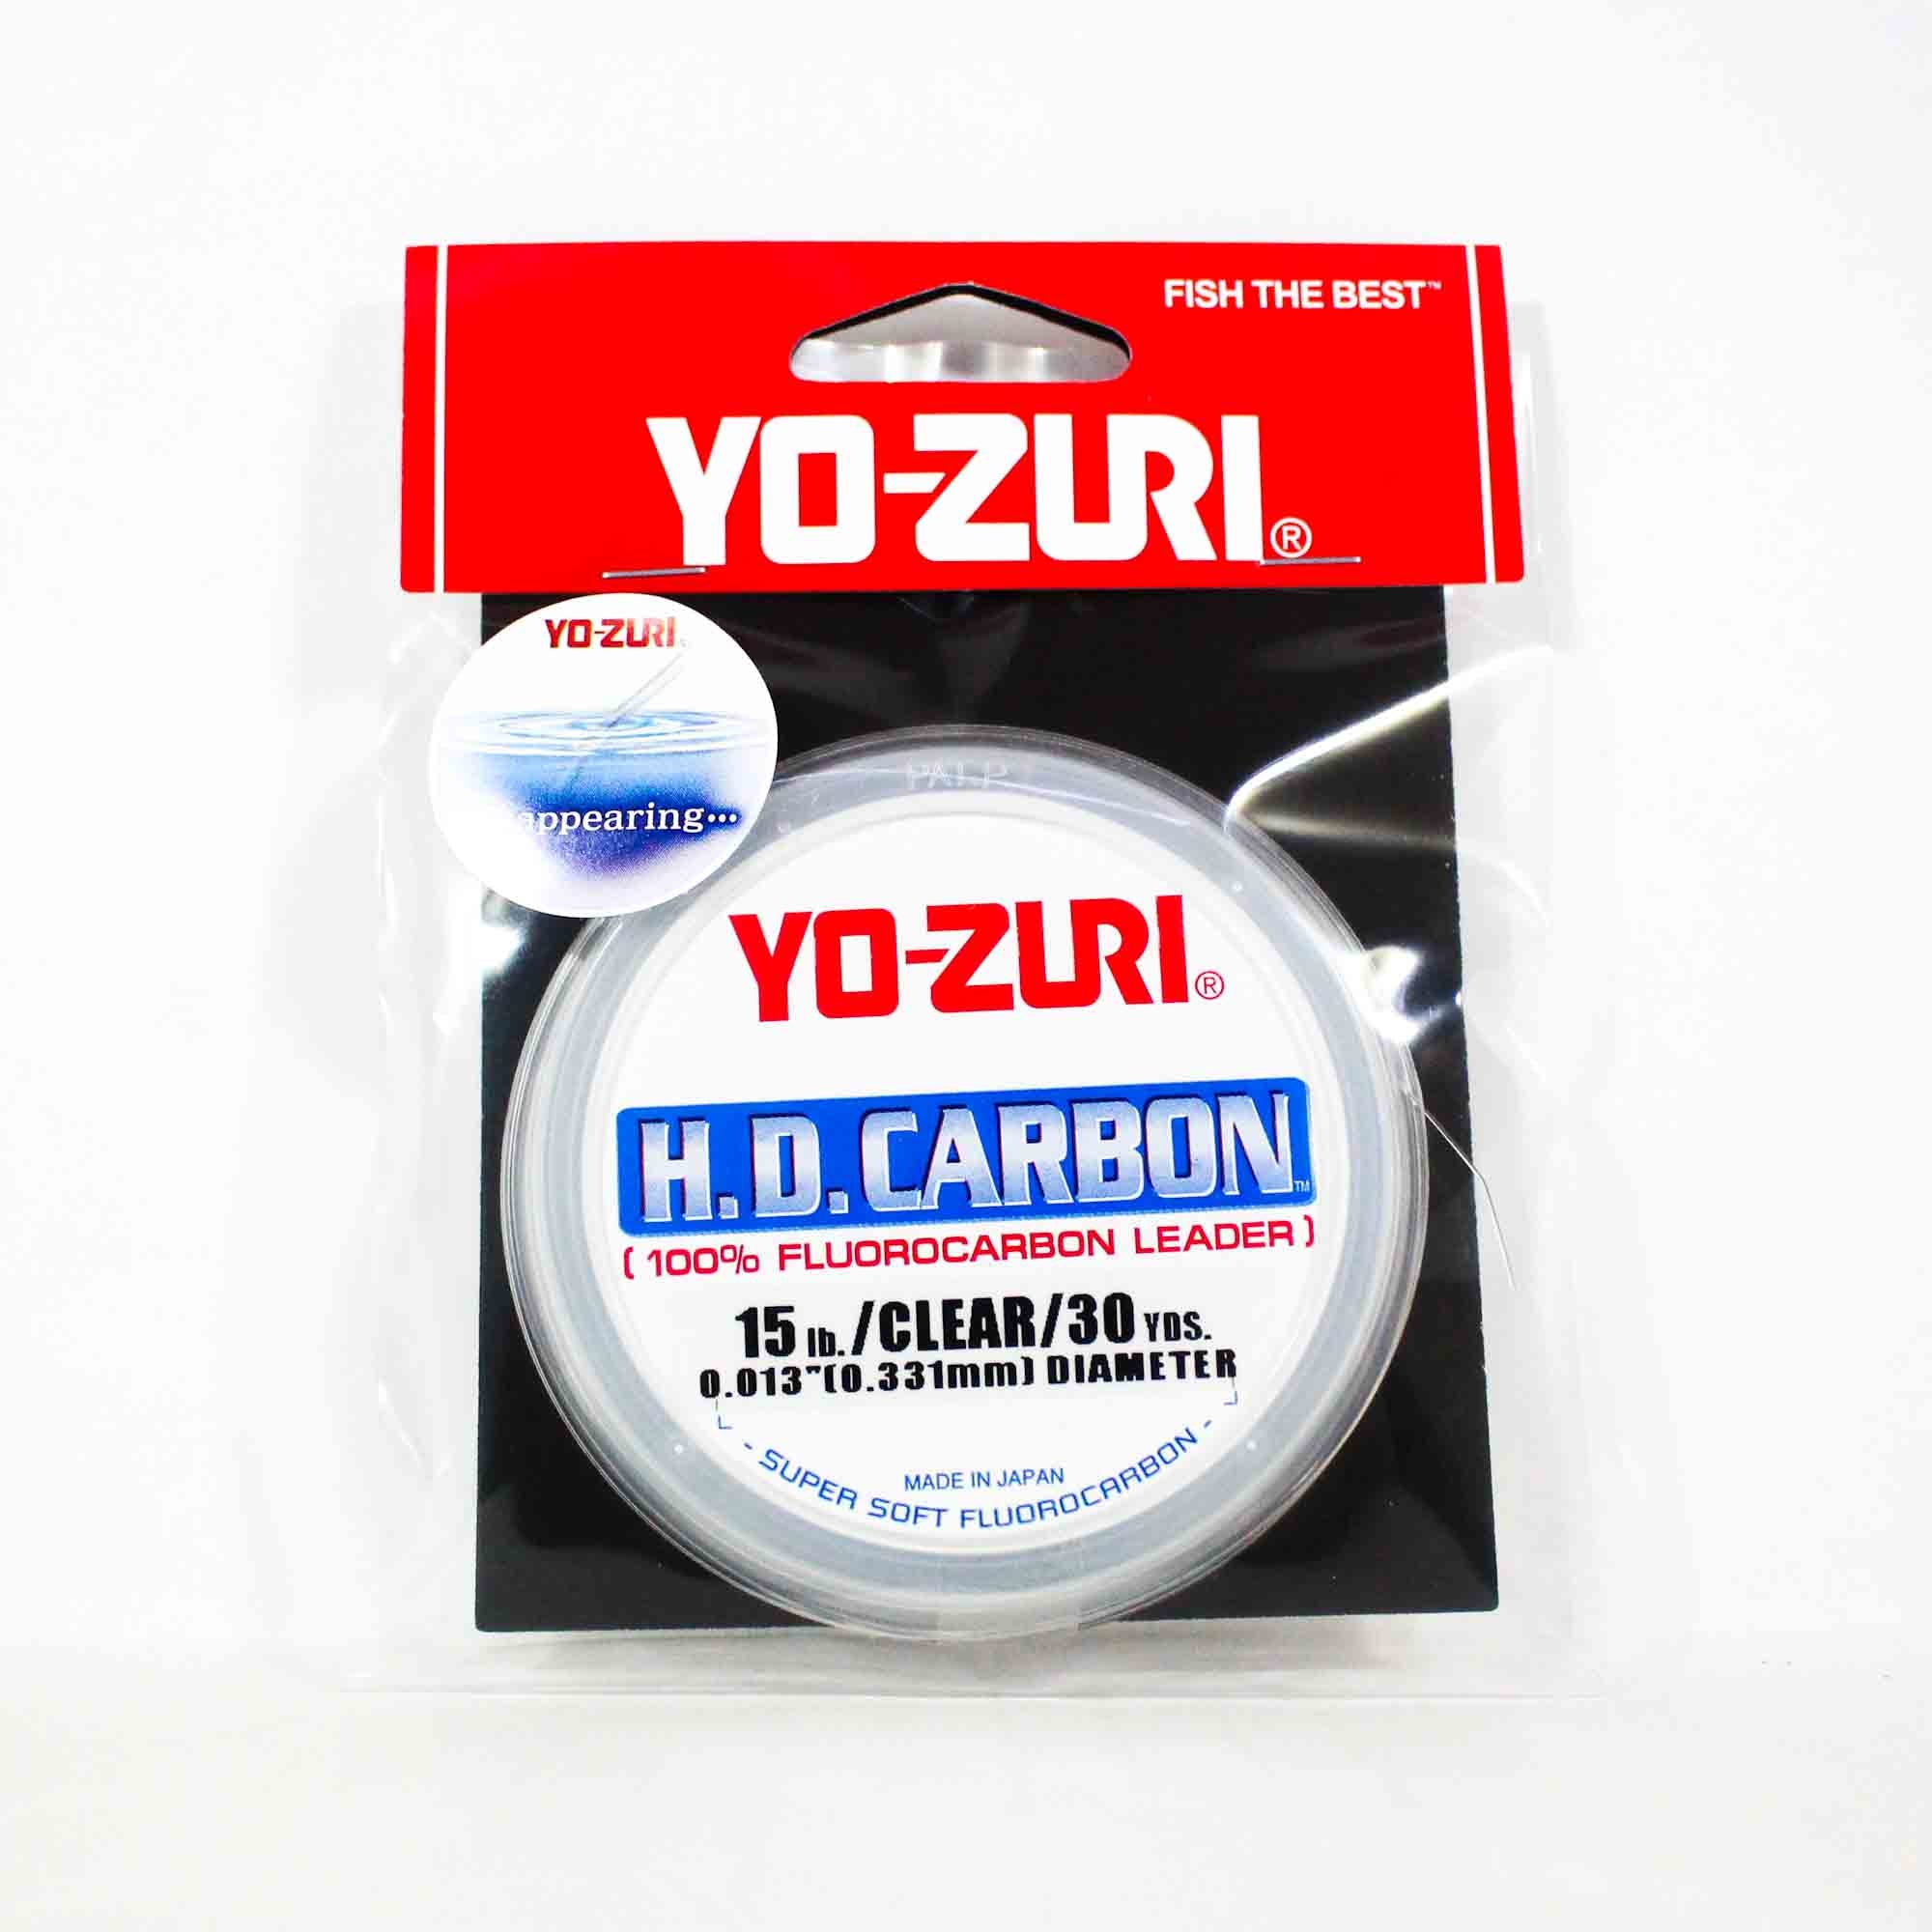 FISH THE BEST™
YO-ZURI®
YO-ZURI
appearing...
YO-ZURI®
H.D.CARBON™
(100% FLUOROCARBON LEADER)
15 lb./CLEAR/30 YDS.
0.013"(0.331mm) DIAMETER
MADE IN JAPAN
- SUPER SOFT FLUOROCARBON -